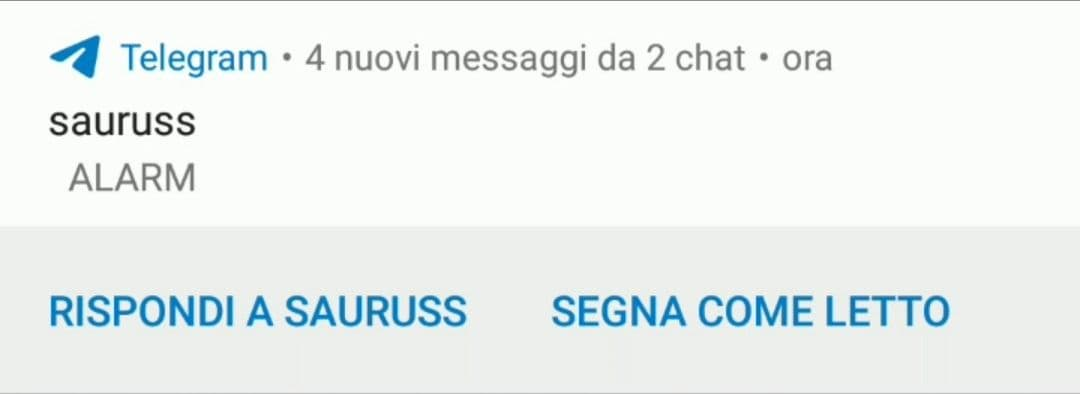 Telegram • 4 nuovi messaggi da 2 chat • ora
sauruss
ALARM
RISPONDI A SAURUSS SEGNA COME LETTO